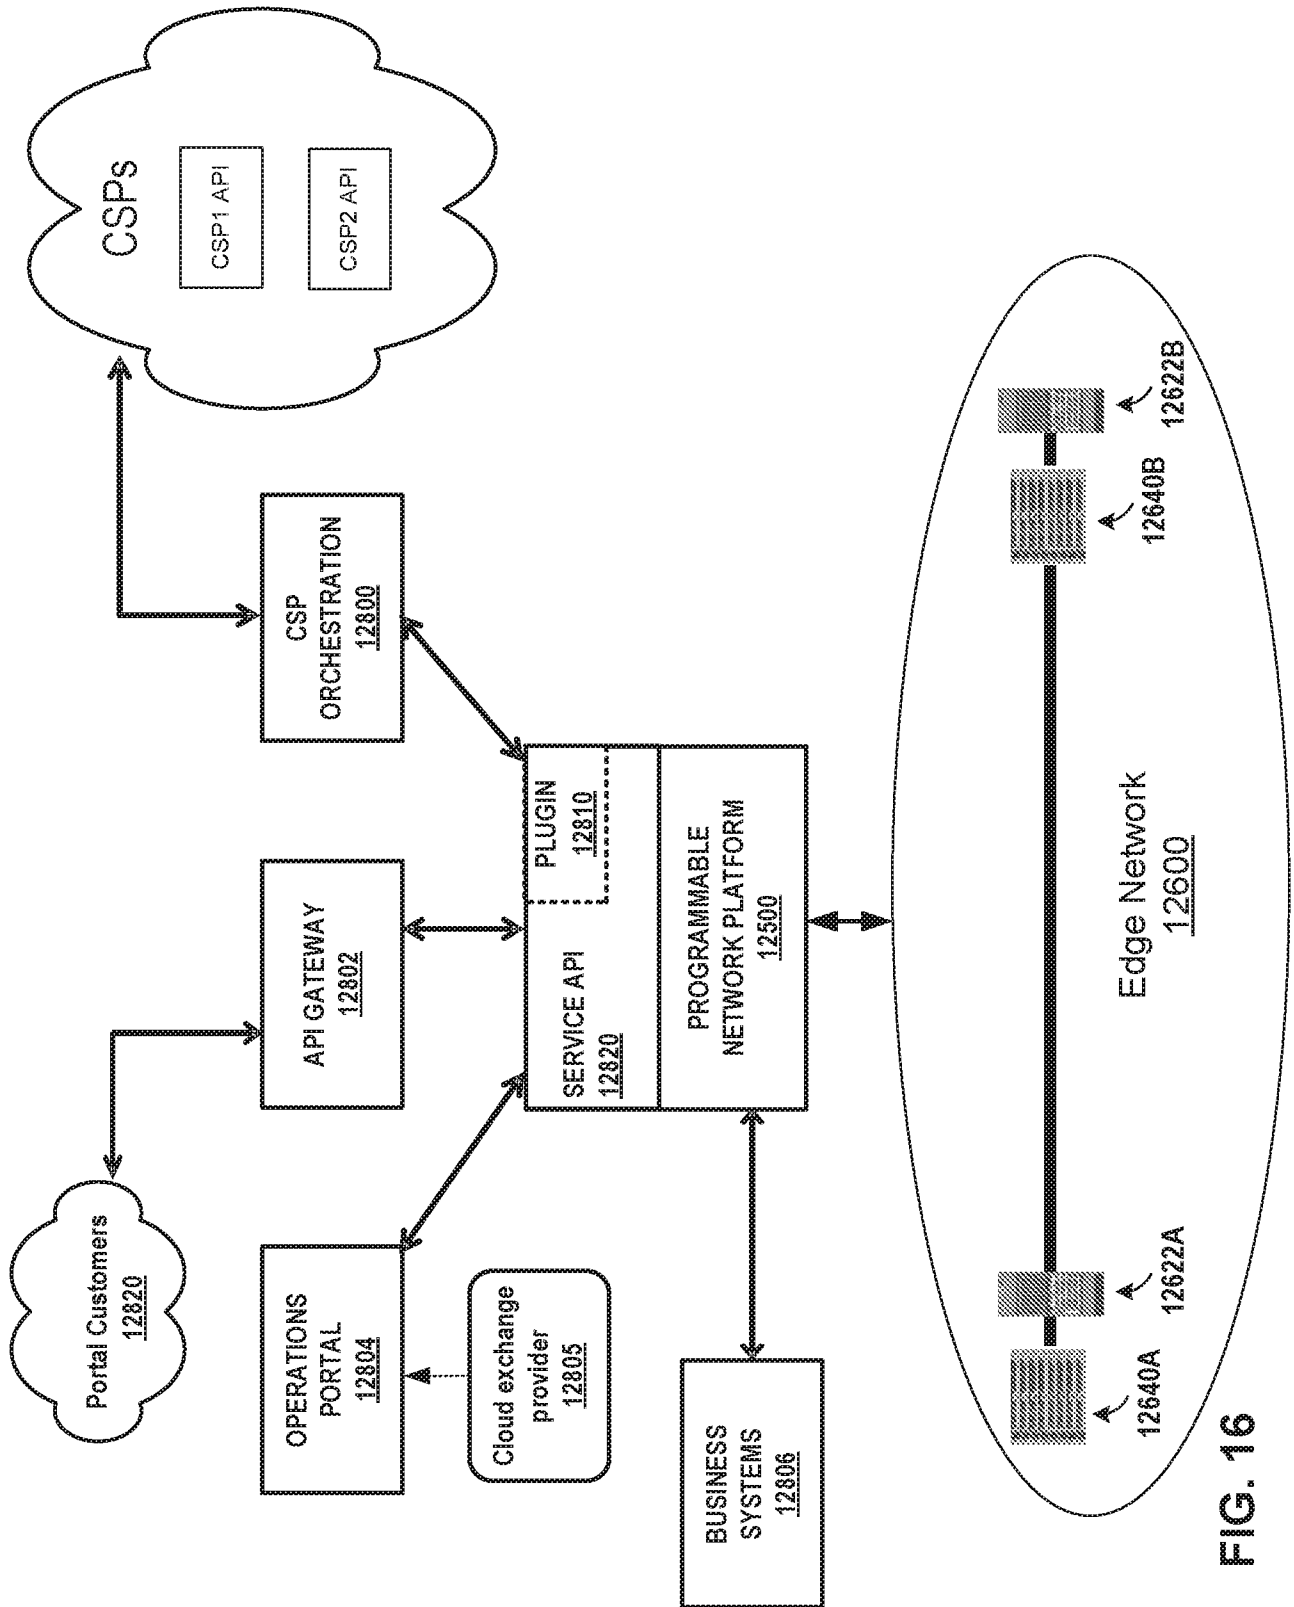 Portal Customers
12820
CSPs
CSP1 API
CSP2 API
OPERATIONS
PORTAL
12804
API GATEWAY
12802
CSP
ORCHESTRATION
12800
Cloud exchange
provider
12805
SERVICE API
12820
PLUGIN
12810
PROGRAMMABLE
NETWORK PLATFORM
12500
BUSINESS
SYSTEMS
12806
12640A
12622A
12640B
12622B
Edge Network
12600
FIG. 16